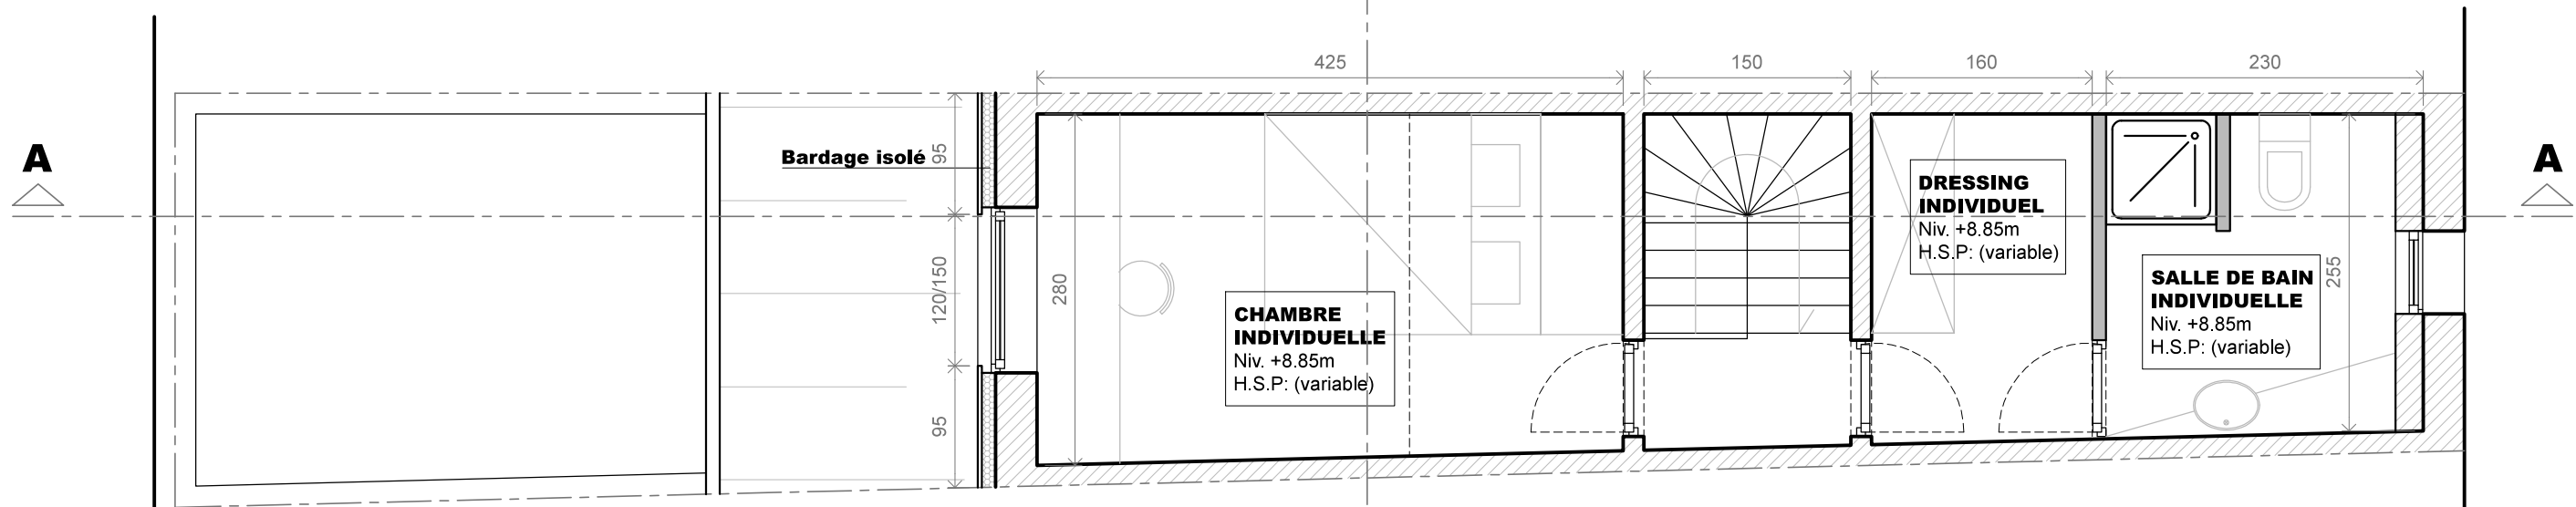 425
150
160
230
A
Bardage isolé
95
A
DRESSING
INDIVIDUEL
Niv. +8.85m
H.S.P: (variable)
120/150
280
255
SALLE DE BAIN
INDIVIDUELLE
Niv. +8.85m
H.S.P: (variable)
CHAMBRE
INDIVIDUELLE
Niv. +8.85m
H.S.P: (variable)
95